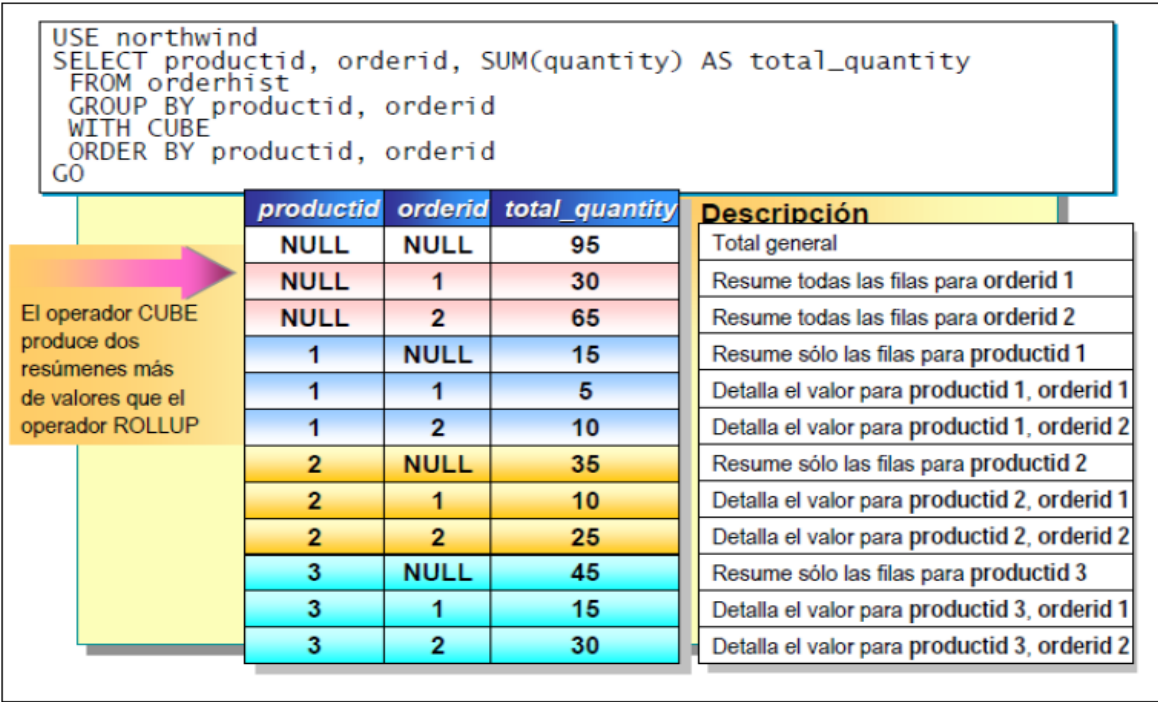 USE northwind
SELECT productid, orderid, SUM(quantity) AS total_quantity
FROM orderhist
GROUP BY productid, orderid
WITH CUBE
ORDER BY productid, orderid
GO
productid orderid total_quantity Descripción
NULL NULL 95 Total general
NULL 1 30 Resume todas las filas para orderid 1
NULL 2 65 Resume todas las filas para orderid 2
1 NULL 15 Resume sólo las filas para productid 1
1 1 5 Detalla el valor para productid 1, orderid 1
1 2 10 Detalla el valor para productid 1, orderid 2
2 NULL 35 Resume sólo las filas para productid 2
2 1 10 Detalla el valor para productid 2, orderid 1
2 2 25 Detalla el valor para productid 2, orderid 2
3 NULL 45 Resume sólo las filas para productid 3
3 1 15 Detalla el valor para productid 3, orderid 1
3 2 30 Detalla el valor para productid 3, orderid 2
El operador CUBE
produce dos
resúmenes más
de valores que el
operador ROLLUP